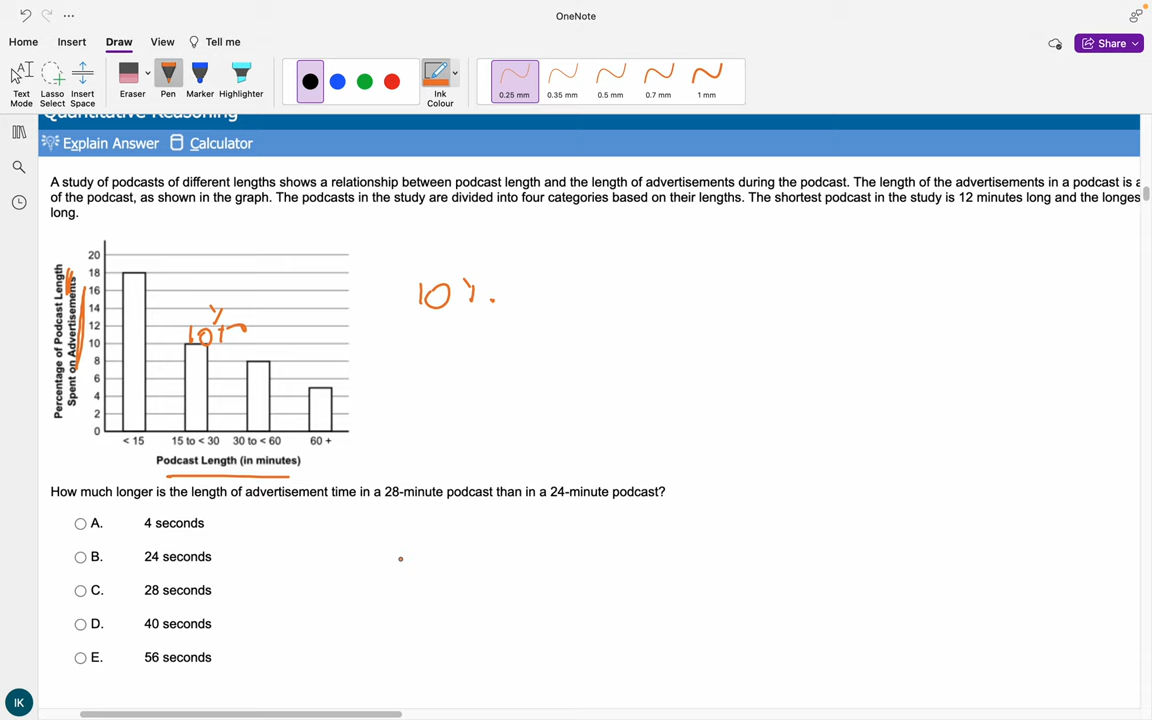 OneNote
Home Insert Draw View Tell me
Share
Text Mode
Lasso Select
Insert Space
Eraser
Pen
Marker
Highlighter
Ink Colour
0.25 mm
0.35 mm
0.5 mm
0.7 mm
1 mm
Quantitative Reasoning
Explain Answer Calculator
A study of podcasts of different lengths shows a relationship between podcast length and the length of advertisements during the podcast. The length of the advertisements in a podcast is a
of the podcast, as shown in the graph. The podcasts in the study are divided into four categories based on their lengths. The shortest podcast in the study is 12 minutes long and the longes
long.
Percentage of Podcast Length
Spent on Advertisements
20
18
16
14
12
10
8
6
4
2
0
10%
10%.
< 15 15 to < 30 30 to < 60 60 +
Podcast Length (in minutes)
How much longer is the length of advertisement time in a 28-minute podcast than in a 24-minute podcast?
A. 4 seconds
B. 24 seconds
C. 28 seconds
D. 40 seconds
E. 56 seconds
IK